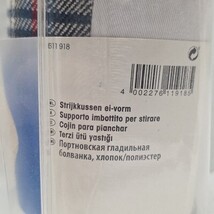 811 918
4 002276 119189
Strijkkussen ei-vorm
Supporto imbottito per stirare
Cojín para planchar
Terzi ütü yastığı
Портновская гладильная
болванка, хлопок/полиэстер